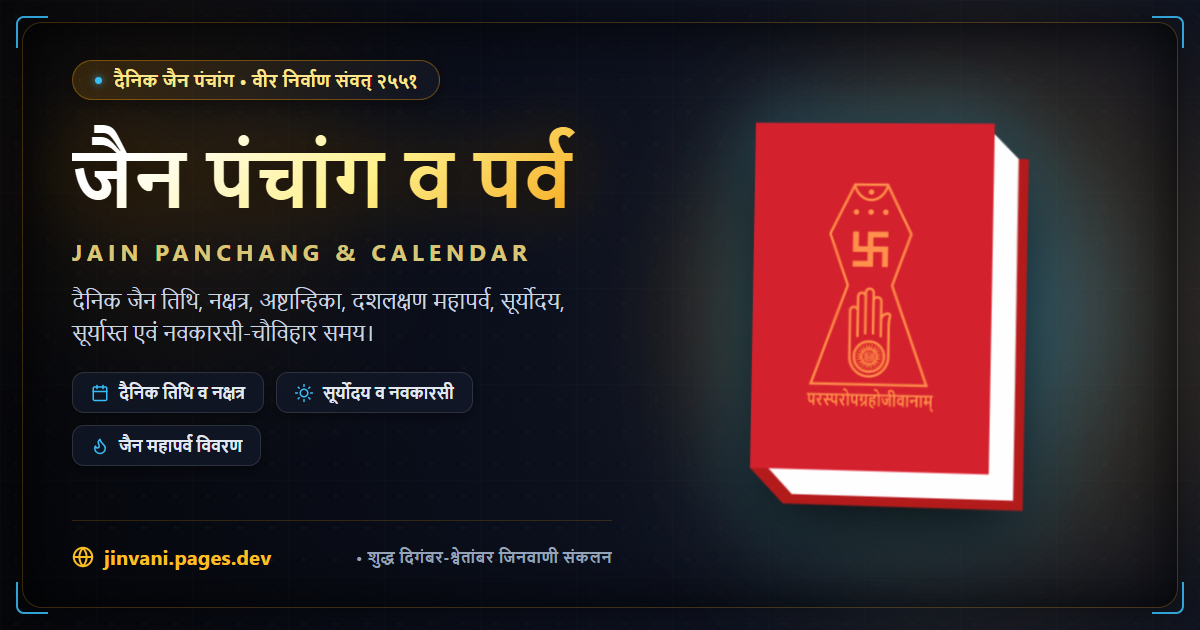 दैनिक जैन पंचांग • वीर निर्वाण संवत् २५५१
जैन पंचांग व पर्व
JAIN PANCHANG & CALENDAR
दैनिक जैन तिथि, नक्षत्र, अष्टान्हिका, दशलक्षण महापर्व, सूर्योदय,
सूर्यास्त एवं नवकारसी-चौविहार समय।
दैनिक तिथि व नक्षत्र
सूर्योदय व नवकारसी
जैन महापर्व विवरण
jinvani.pages.dev
• शुद्ध दिगंबर-श्वेतांबर जिनवाणी संकलन
परस्परोपग्रहोजीवानाम्